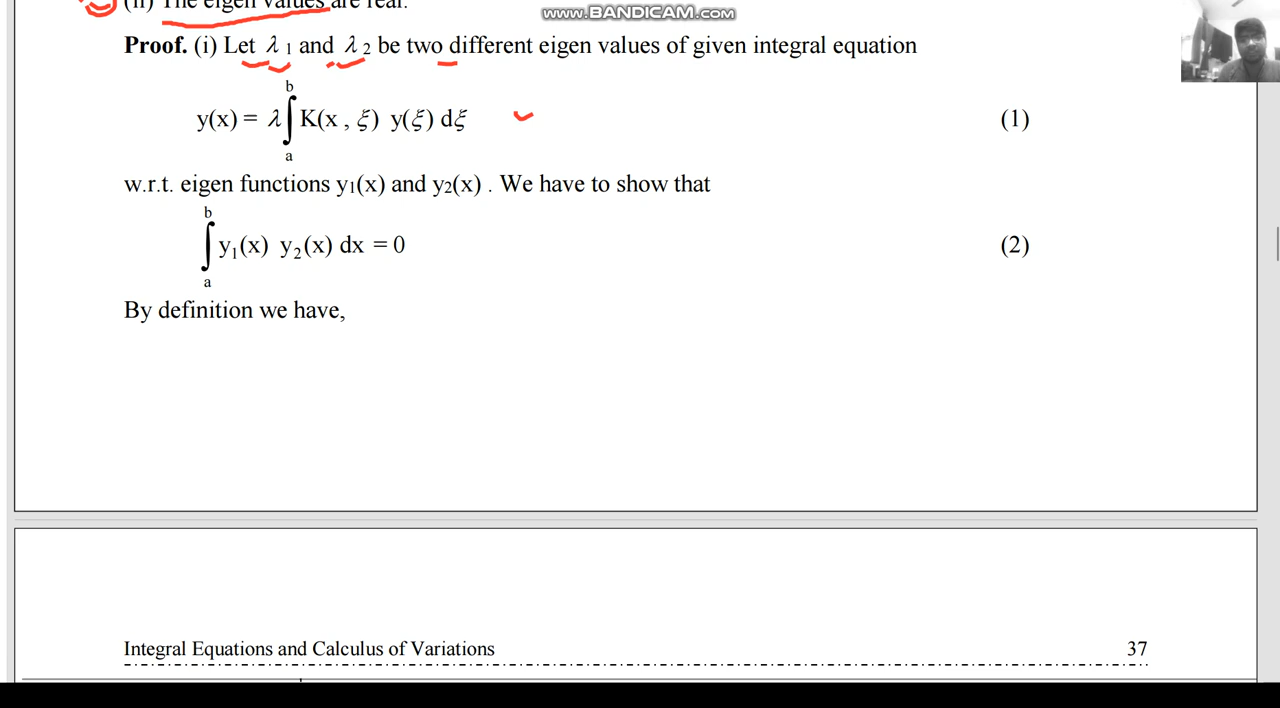 www.BANDICAM.com
(ii) The eigen values are real.
Proof. (i) Let λ 1 and λ 2 be two different eigen values of given integral equation
y(x) = λ ∫ₐᵇ K(x , ξ) y(ξ) dξ (1)
w.r.t. eigen functions y₁(x) and y₂(x) . We have to show that
∫ₐᵇ y₁(x) y₂(x) dx = 0 (2)
By definition we have,
Integral Equations and Calculus of Variations 37